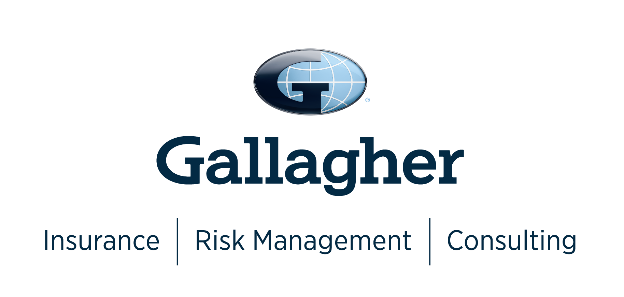 G
Gallagher
Insurance | Risk Management | Consulting